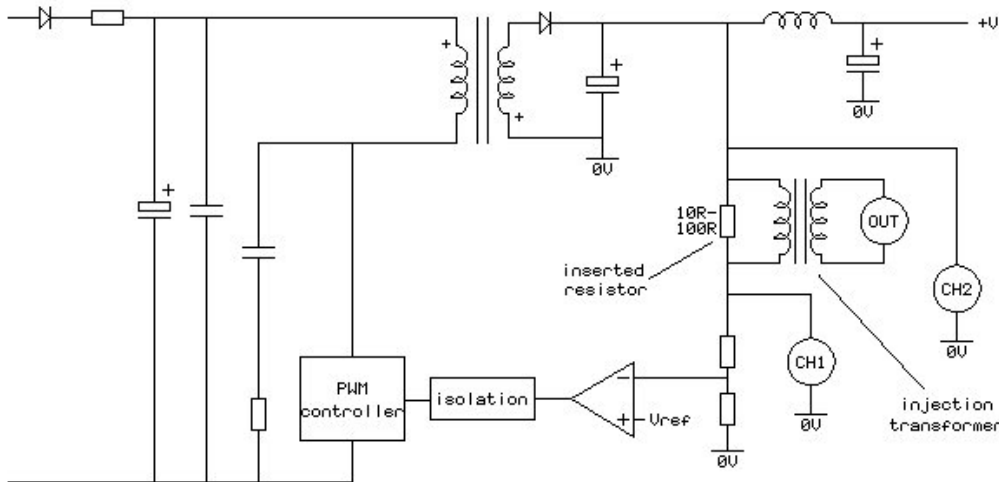 +V
+
+
+
+
+
0V
0V
10R-
100R
OUT
inserted
resistor
CH2
CH1
0V
PWM
controller
isolation
−
+
Vref
0V
0V
injection
transformer